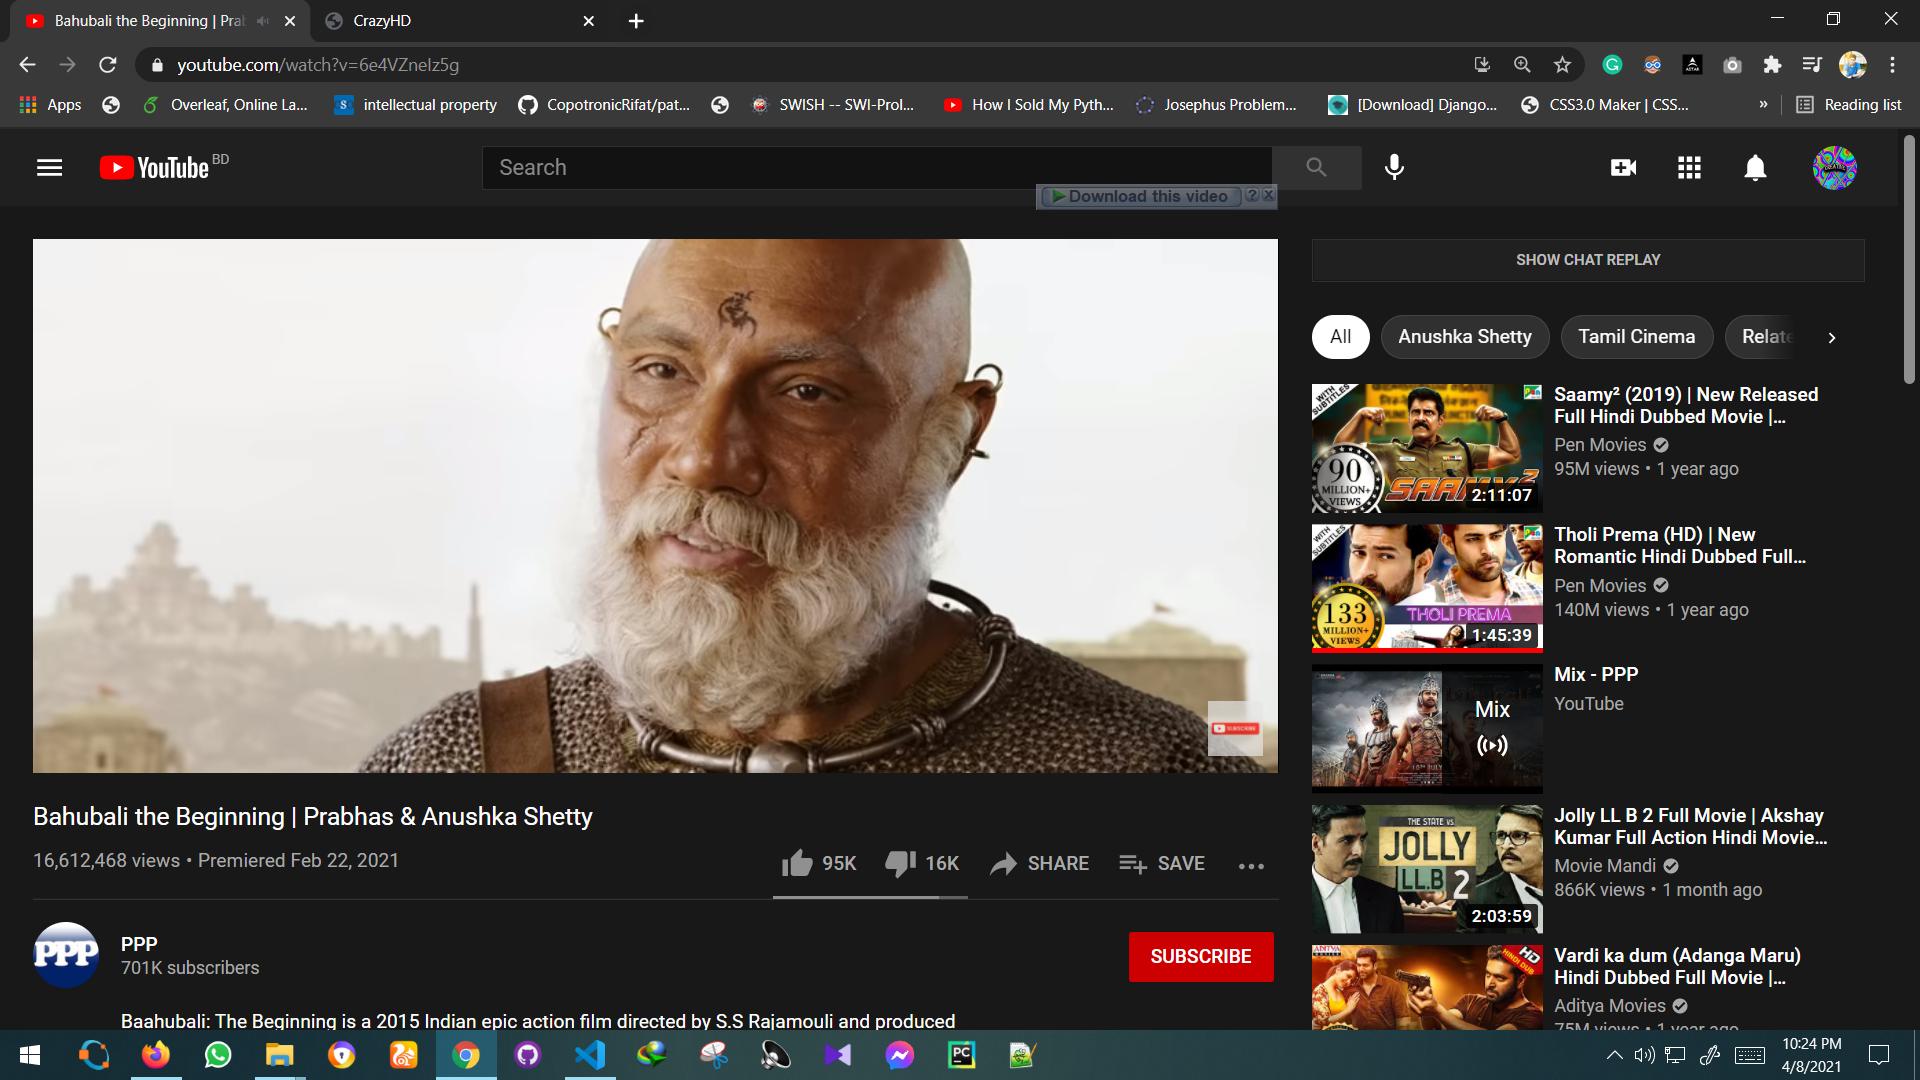 Bahubali the Beginning | Pra
CrazyHD
youtube.com/watch?v=6e4VZneIz5g
Apps
Overleaf, Online La...
intellectual property
CopotronicRifat/pat...
SWISH -- SWI-Prol...
How I Sold My Pyth...
Josephus Problem...
[Download] Django...
CSS3.0 Maker | CSS...
»
Reading list
YouTube BD
Search
Download this video
SUBSCRIBE
Bahubali the Beginning | Prabhas & Anushka Shetty
16,612,468 views • Premiered Feb 22, 2021
95K
16K
SHARE
SAVE
PPP
PPP
701K subscribers
SUBSCRIBE
Baahubali: The Beginning is a 2015 Indian epic action film directed by S.S Rajamouli and produced
SHOW CHAT REPLAY
All
Anushka Shetty
Tamil Cinema
Relate
WITH SUBTITLES
90
MILLION+
VIEWS
SAAMY²
2:11:07
Saamy² (2019) | New Released
Full Hindi Dubbed Movie |...
Pen Movies
95M views • 1 year ago
WITH SUBTITLES
133
MILLION+
VIEWS
THOLI PREMA
1:45:39
Tholi Prema (HD) | New
Romantic Hindi Dubbed Full...
Pen Movies
140M views • 1 year ago
Mix
Mix - PPP
YouTube
THE STATE vs
JOLLY
LL.B 2
2:03:59
Jolly LL B 2 Full Movie | Akshay
Kumar Full Action Hindi Movie...
Movie Mandi
866K views • 1 month ago
ADITYA
HD
HINDI DUB
Vardi ka dum (Adanga Maru)
Hindi Dubbed Full Movie |...
Aditya Movies
75M views • 1 year ago
PC
10:24 PM
4/8/2021